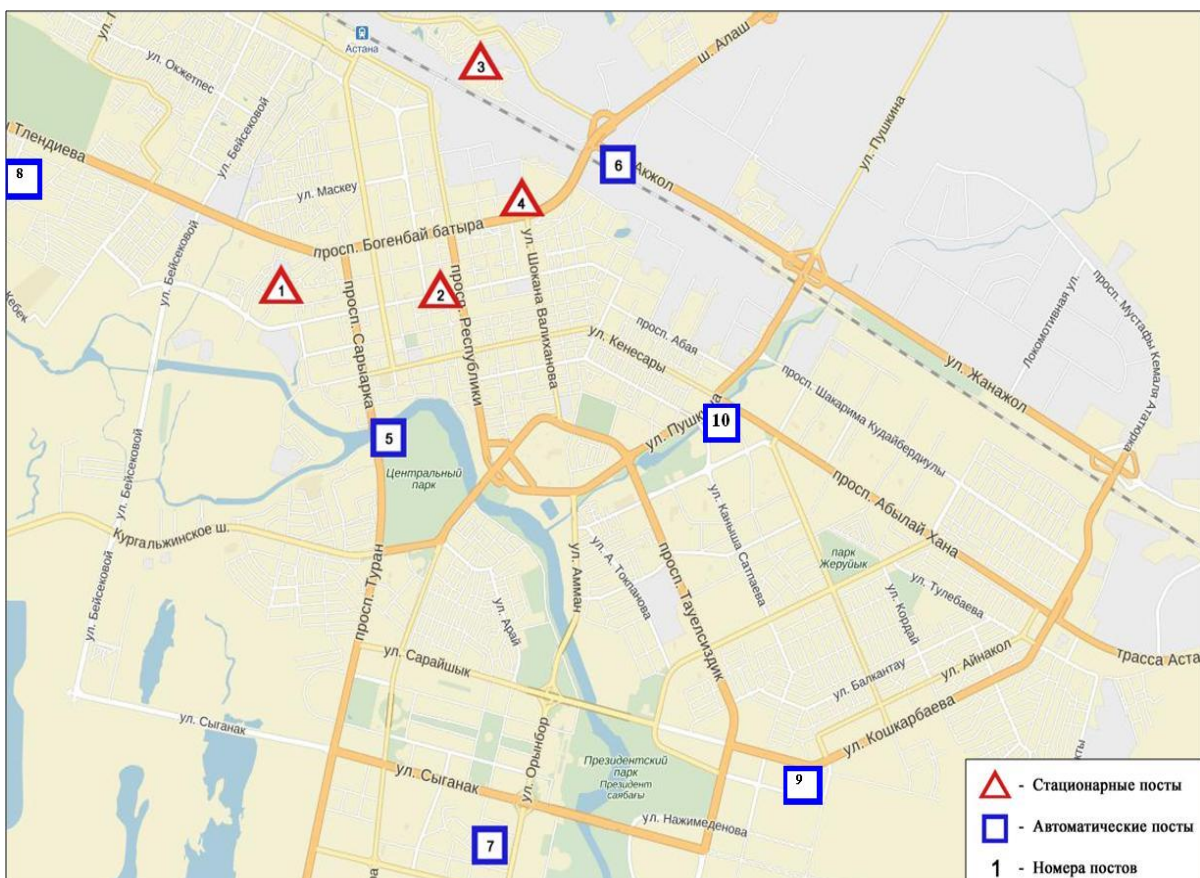 Астана
3
ул. Окжетпес
ш. Алаш
ул. Пушкина
Тлендиева
8
ул. Бейсековой
6
Акжол
ул. Маскеу
4
просп. Богенбай батыра
ул. Бейсековой
1
2
просп. Сарыарка
просп. Республики
ул. Шокана Валиханова
просп. Абая
ул. Кенесары
Локомотивная ул.
просп. Мустафы Кемаля Ататюрка
Кебек
ул. Жанажол
просп. Шакарима Кудайбердиулы
ул. Пушкина
10
5
Центральный
парк
ул. Бейсековой
Кургальжинское ш.
просп. Абылай Хана
ул. Каныша Сатпаева
ул. А. Токпанова
ул. Амман
просп. Тауелсиздик
парк
Жеруйык
ул. Тулебаева
ул. Кордай
ул. Бейсековой
просп. Туран
ул. Арай
ул. Сарайшык
ул. Балкантау
ул. Айнакол
трасса Аста
ул. Кошкарбаева
ул. Сыганак
ул. Орынбор
ул. Сыганак
Президентский
парк
Президент
саябағы
9
ул. Нажимеденова
7
- Стационарные посты
- Автоматические посты
1 - Номера постов